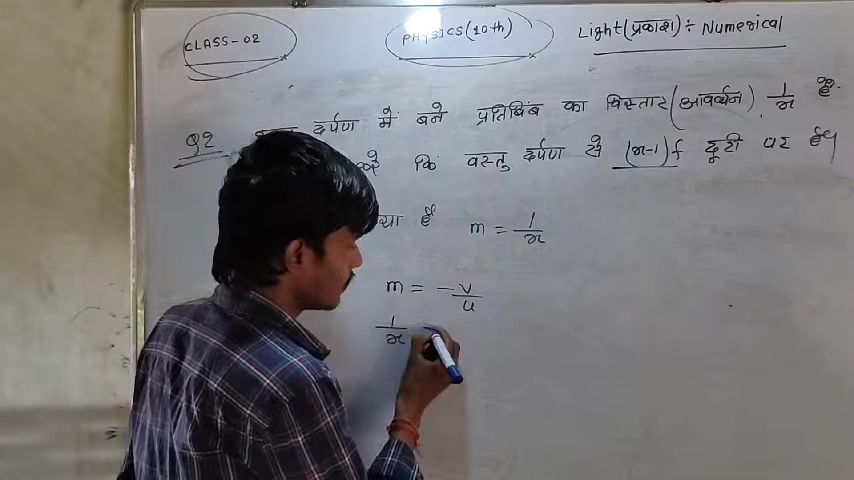 CLASS-02
PHYSICS(10th)
Light(प्रकाश)÷ Numerical
Q2 दर्पण में बने प्रतिबिंब का विस्तार(आवर्धन) 1/n है.
करे कि वस्तु दर्पण से (n-1)f दूरी पर है।
है m = 1/n
m = -v/u
1/n